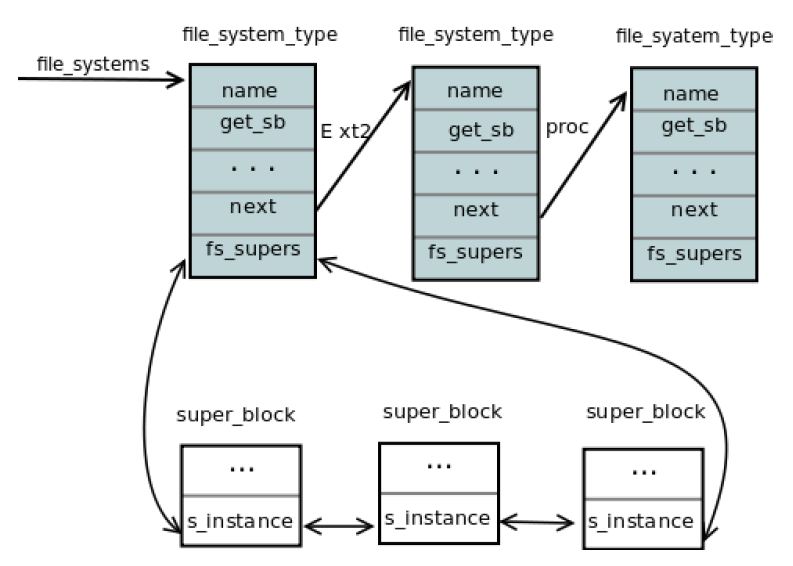 file_system_type
file_system_type
file_syatem_type
file_systems
name
get_sb
. . .
next
fs_supers
E xt2
name
get_sb
. . .
next
fs_supers
proc
name
get_sb
. . .
next
fs_supers
super_block
...
s_instance
super_block
...
s_instance
super_block
...
s_instance